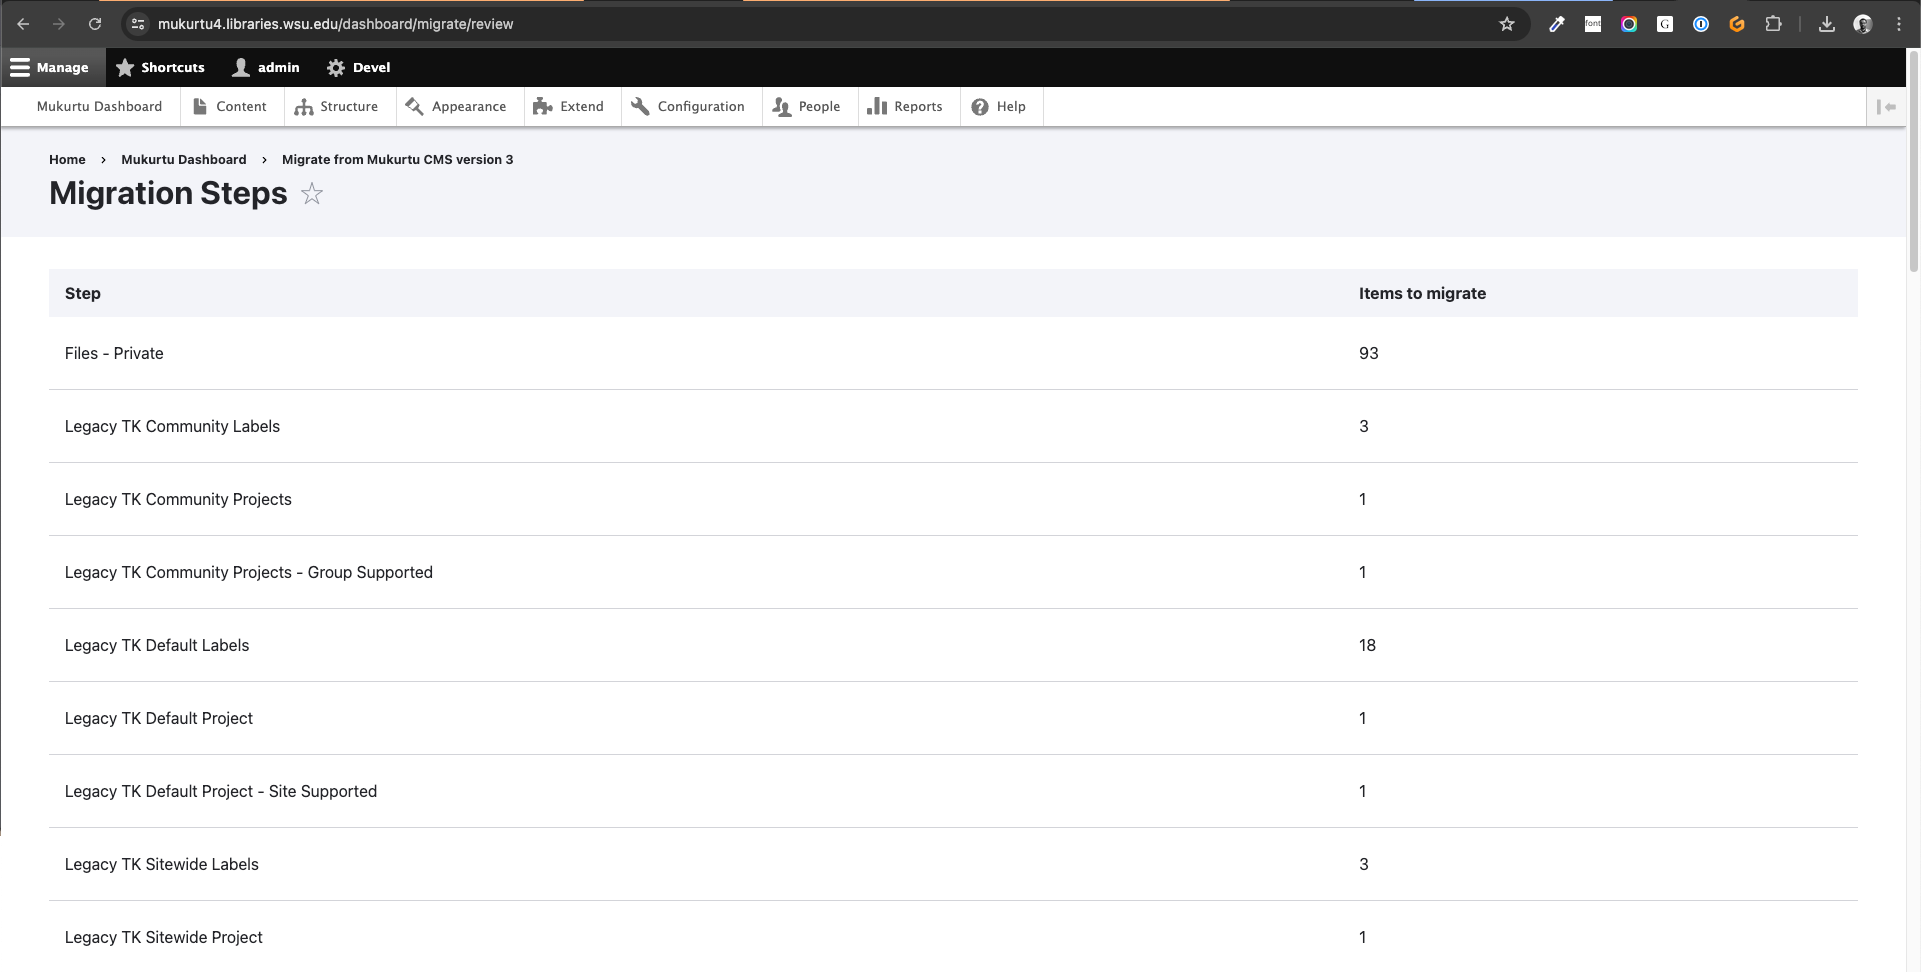 mukurtu4.libraries.wsu.edu/dashboard/migrate/review
font
G
Manage Shortcuts admin Devel
Mukurtu Dashboard Content Structure Appearance Extend Configuration People Reports Help
Home › Mukurtu Dashboard › Migrate from Mukurtu CMS version 3
Migration Steps
Step Items to migrate
Files - Private 93
Legacy TK Community Labels 3
Legacy TK Community Projects 1
Legacy TK Community Projects - Group Supported 1
Legacy TK Default Labels 18
Legacy TK Default Project 1
Legacy TK Default Project - Site Supported 1
Legacy TK Sitewide Labels 3
Legacy TK Sitewide Project 1